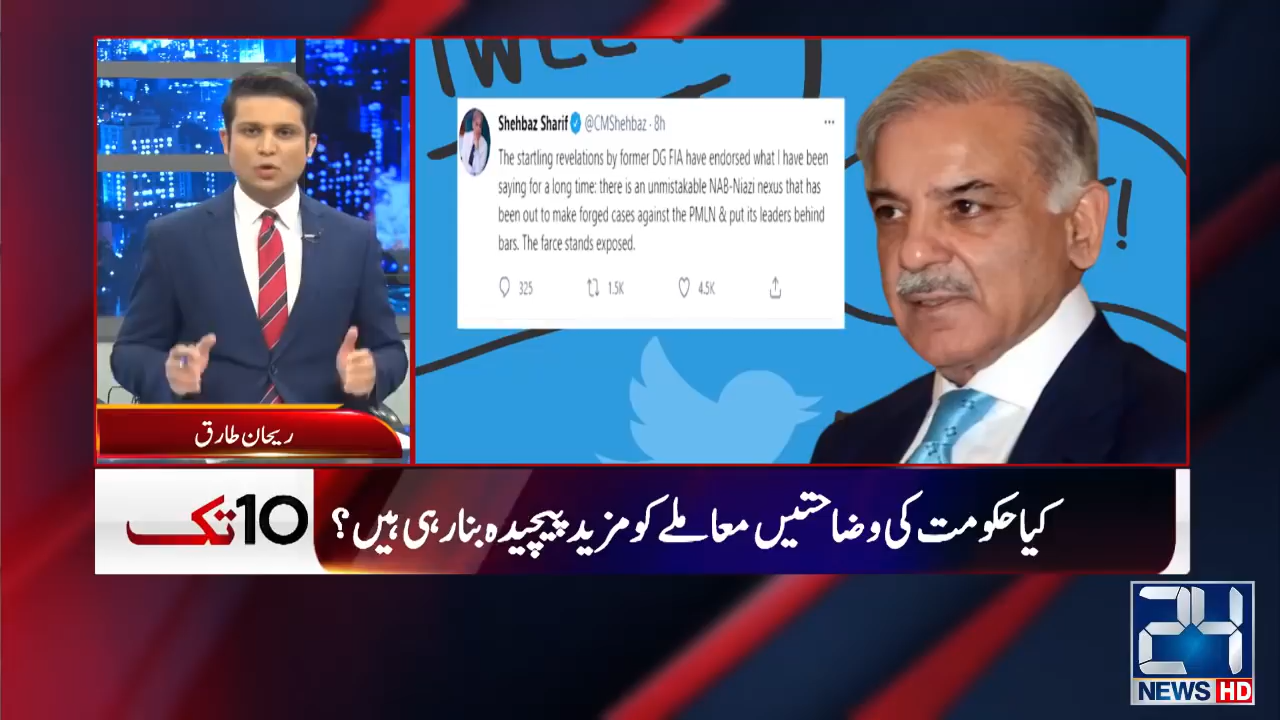 TWEET
!
Shehbaz Sharif @CMShehbaz · 8h
The startling revelations by former DG FIA have endorsed what I have been
saying for a long time: there is an unmistakable NAB-Niazi nexus that has
been out to make forged cases against the PMLN & put its leaders behind
bars. The farce stands exposed.
325 1.5K 4.5K
ریحان طارق
کیا حکومت کی وضاحتیں معاملے کو مزید پیچیدہ بنا رہی ہیں؟
10 تک
24
NEWS HD